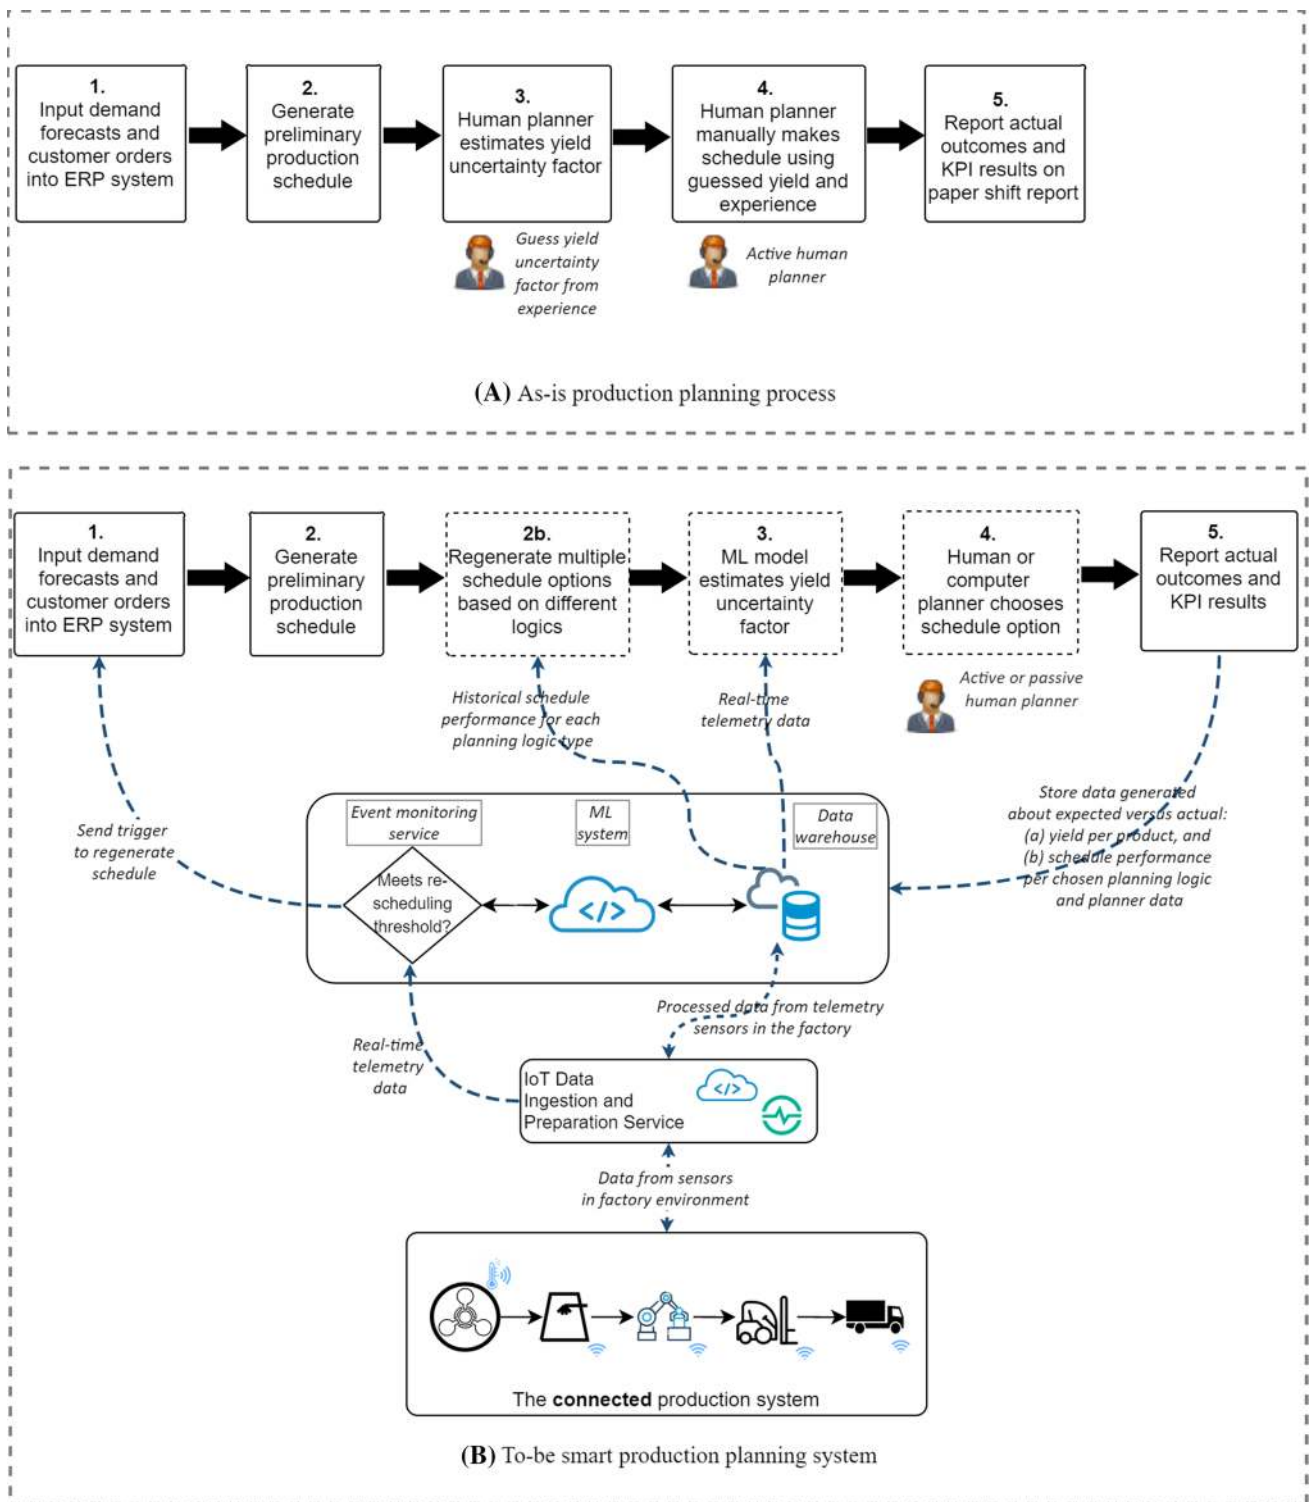 1.
Input demand
forecasts and
customer orders
into ERP system
2.
Generate
preliminary
production
schedule
3.
Human planner
estimates yield
uncertainty factor
4.
Human planner
manually makes
schedule using
guessed yield and
experience
5.
Report actual
outcomes and
KPI results on
paper shift report
Guess yield
uncertainty
factor from
experience
Active human
planner
(A) As-is production planning process
1.
Input demand
forecasts and
customer orders
into ERP system
2.
Generate
preliminary
production
schedule
2b.
Regenerate multiple
schedule options
based on different
logics
3.
ML model
estimates yield
uncertainty
factor
4.
Human or
computer
planner chooses
schedule option
5.
Report actual
outcomes and
KPI results
Historical schedule
performance for each
planning logic type
Real-time
telemetry data
Active or passive
human planner
Send trigger
to regenerate
schedule
Event monitoring
service
ML
system
Data
warehouse
Store data generated
about expected versus actual:
(a) yield per product, and
(b) schedule performance
per chosen planning logic
and planner data
Meets re-
scheduling
threshold?
</>
Processed data from telemetry
sensors in the factory
Real-time
telemetry
data
IoT Data
Ingestion and
Preparation Service
</>
Data from sensors
in factory environment
The connected production system
(B) To-be smart production planning system